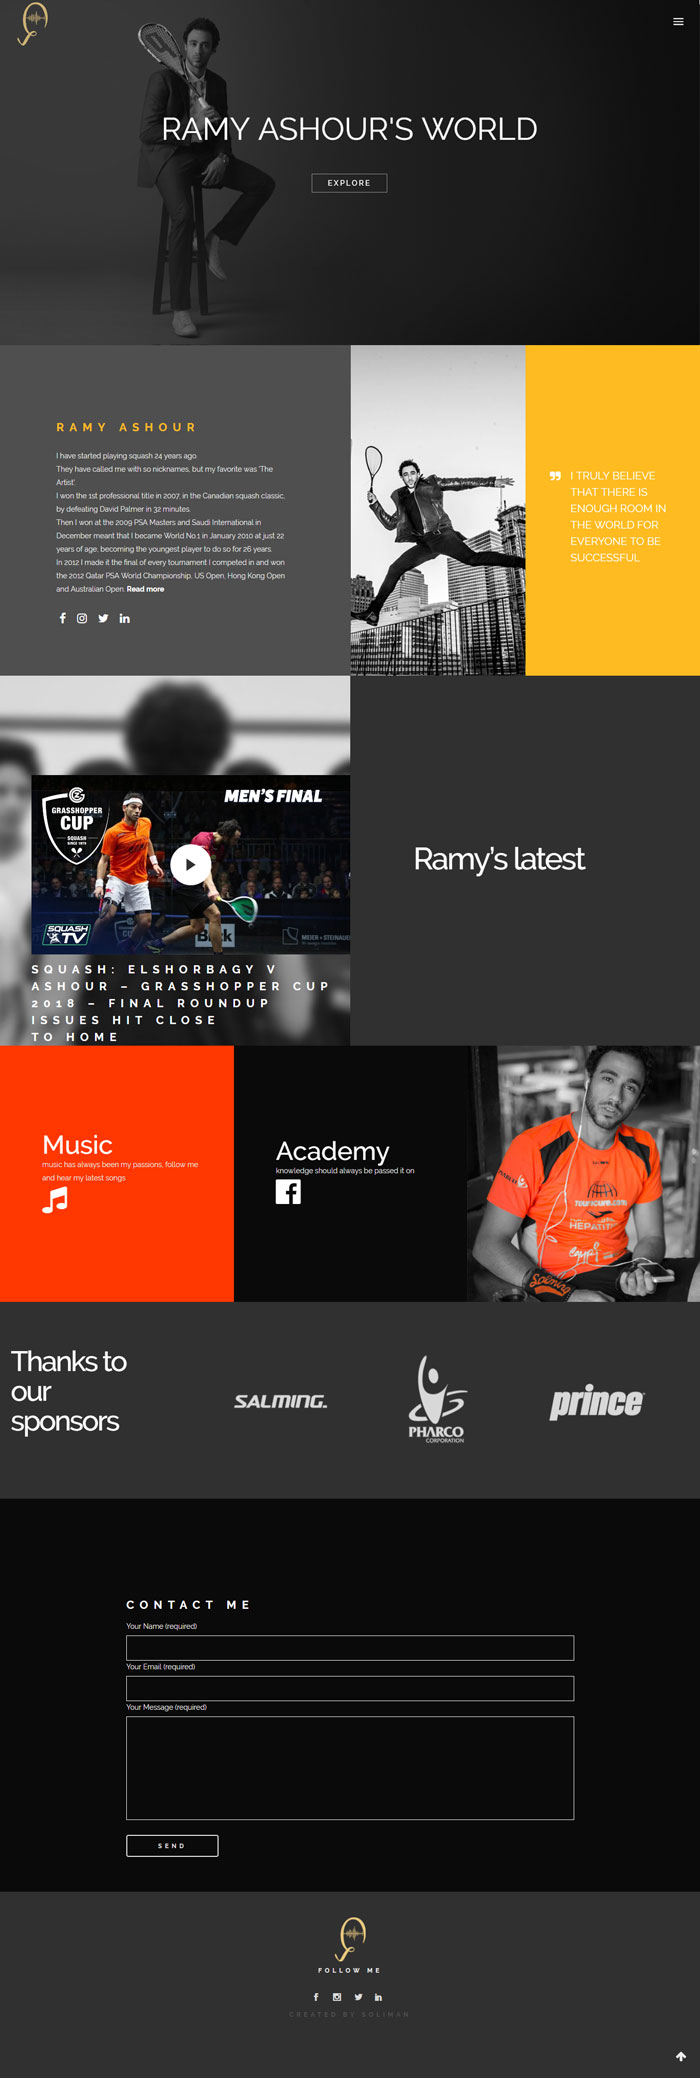 RAMY ASHOUR'S WORLD
EXPLORE
RAMY ASHOUR
I have started playing squash 24 years ago.
They have called me with so nicknames, but my favorite was 'The
Artist'.
I won the 1st professional title in 2007, in the Canadian squash classic,
by defeating David Palmer in 32 minutes.
Then I won at the 2009 PSA Masters and Saudi International in
December meant that I became World No.1 in January 2010 at just 22
years of age, becoming the youngest player to do so for 26 years.
In 2012 I made it the final of every tournament I competed in and won
the 2012 Qatar PSA World Championship, US Open, Hong Kong Open
and Australian Open. Read more
I TRULY BELIEVE
THAT THERE IS
ENOUGH ROOM IN
THE WORLD FOR
EVERYONE TO BE
SUCCESSFUL
GRASSHOPPER
CUP
SQUASH
SINCE 1875
MEN'S FINAL
SQUASH
TV
MEIER + STEINAUER
SQUASH: ELSHORBAGY V
ASHOUR – GRASSHOPPER CUP
2018 – FINAL ROUNDUP
ISSUES HIT CLOSE
TO HOME
Ramy's latest
Music
music has always been my passions, follow me
and hear my latest songs
Academy
knowledge should always be passed it on
HEPATIT
Salming
Thanks to
our
sponsors
SALMING.
PHARCO
CORPORATION
prince
CONTACT ME
Your Name (required)
Your Email (required)
Your Message (required)
SEND
FOLLOW ME
CREATED BY SOLIMAN